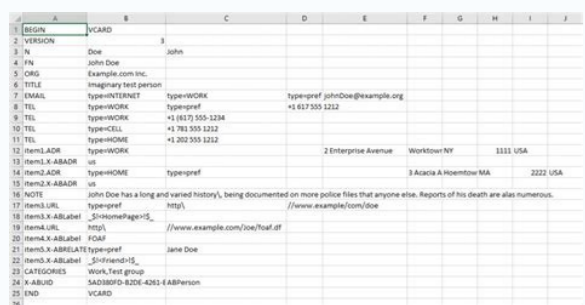 A B C D E F G H I J
1 BEGIN VCARD
2 VERSION 3
3 N Doe John
4 FN John Doe
5 ORG Example.com Inc.
6 TITLE Imaginary test person
7 EMAIL type=INTERNET type=WORK type=pref johnDoe@example.org
8 TEL type=WORK type=pref +1 617 555 1212
9 TEL type=WORK +1 (617) 555-1234
10 TEL type=CELL +1 781 555 1212
11 TEL type=HOME +1 202 555 1212
12 item1.ADR type=WORK 2 Enterprise Avenue Worktowr NY 1111 USA
13 item1.X-ABADR us
14 item2.ADR type=HOME type=pref 3 Acacia A Hoemtow MA 2222 USA
15 item2.X-ABADR us
16 NOTE John Doe has a long and varied history\, being documented on more police files that anyone else. Reports of his death are alas numerous.
17 item3.URL type=pref http\ //www.example/com/doe
18 item3.X-ABLabel _$!<HomePage>!$_
19 item4.URL http\ //www.example.com/Joe/foaf.df
20 item4.X-ABLabel FOAF
21 item5.X-ABRELATE type=pref Jane Doe
22 item5.X-ABLabel _$!<Friend>!$_
23 CATEGORIES Work,Test group
24 X-ABUID 5AD380FD-B2DE-4261-E ABPerson
25 END VCARD
26